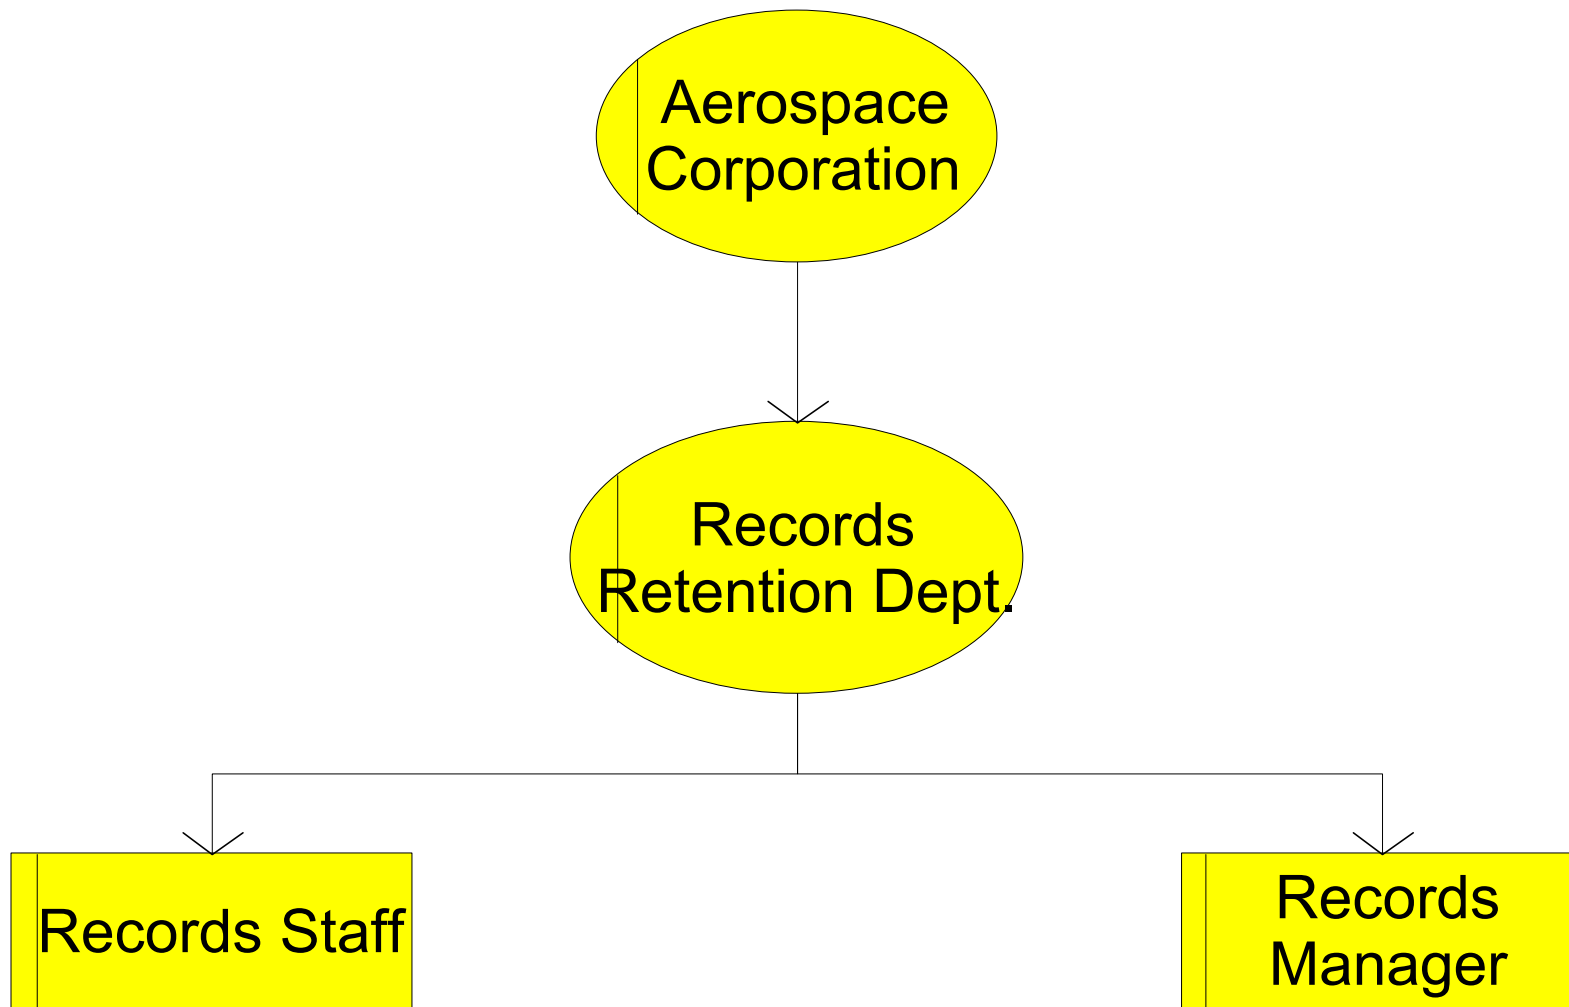 Aerospace
Corporation
Records
Retention Dept.
Records Staff
Records
Manager